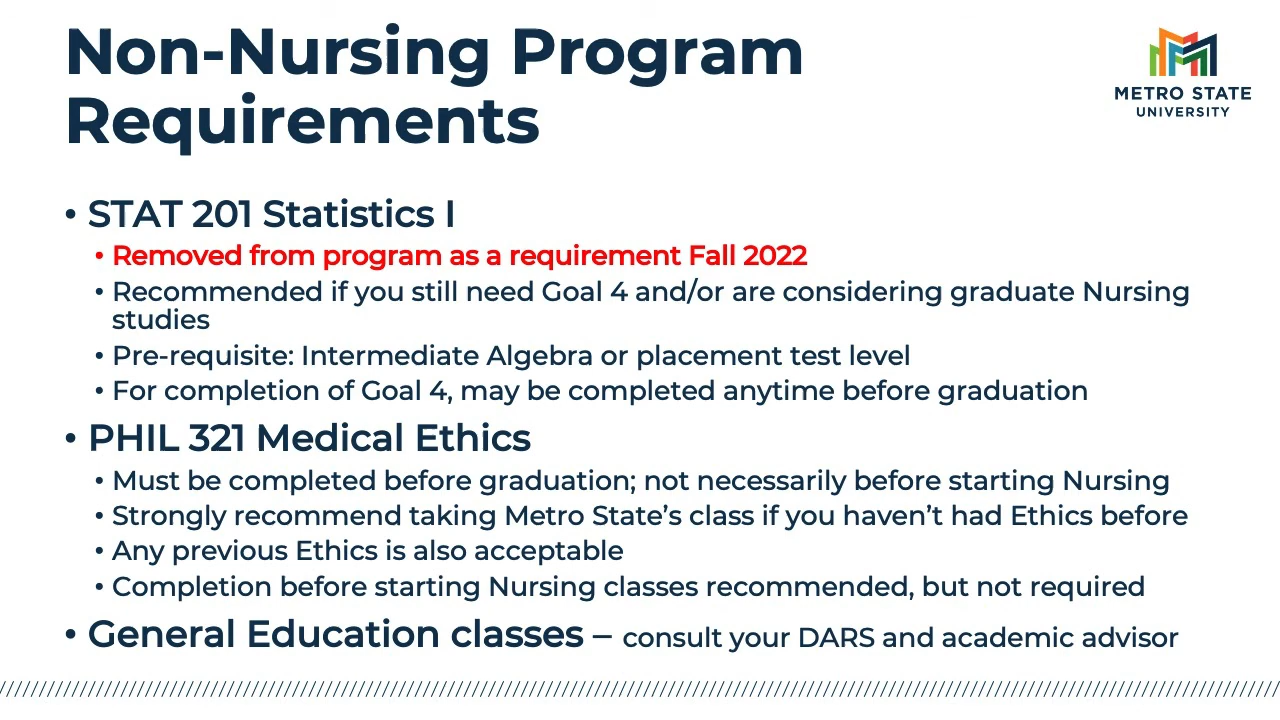 Non-Nursing Program
Requirements
METRO STATE
UNIVERSITY
• STAT 201 Statistics I
• Removed from program as a requirement Fall 2022
• Recommended if you still need Goal 4 and/or are considering graduate Nursing
studies
• Pre-requisite: Intermediate Algebra or placement test level
• For completion of Goal 4, may be completed anytime before graduation
• PHIL 321 Medical Ethics
• Must be completed before graduation; not necessarily before starting Nursing
• Strongly recommend taking Metro State’s class if you haven’t had Ethics before
• Any previous Ethics is also acceptable
• Completion before starting Nursing classes recommended, but not required
• General Education classes – consult your DARS and academic advisor